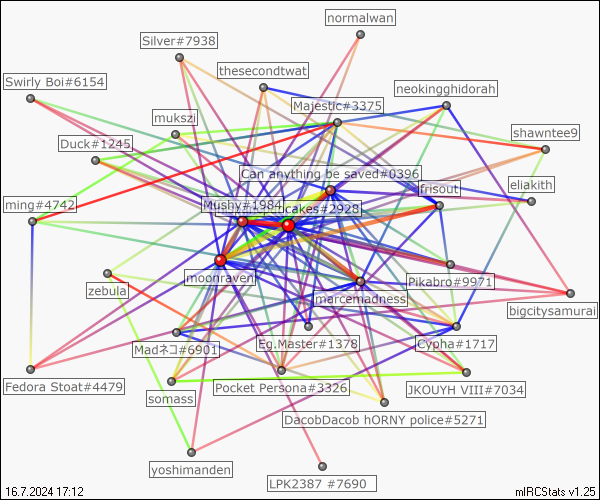 normalwan
Silver#7938
thesecondtwat
Swirly Boi#6154
neokingghidorah
Majestic#3375
mukszi
shawntee9
Duck#1245
Can anything be saved#0396
frisout
eliakith
ming#4742
Mushy#1984
cakes#2928
moonraven
Pikabro#9971
zebula
marcemadness
bigcitysamurai
Madネコ#6901
Eg.Master#1378
Cypha#1717
Fedora Stoat#4479
somass
Pocket Persona#3326
JKOUYH VIII#7034
DacobDacob hORNY police#5271
yoshimanden
LPK2387 #7690
16.7.2024 17:12
mIRCStats v1.25